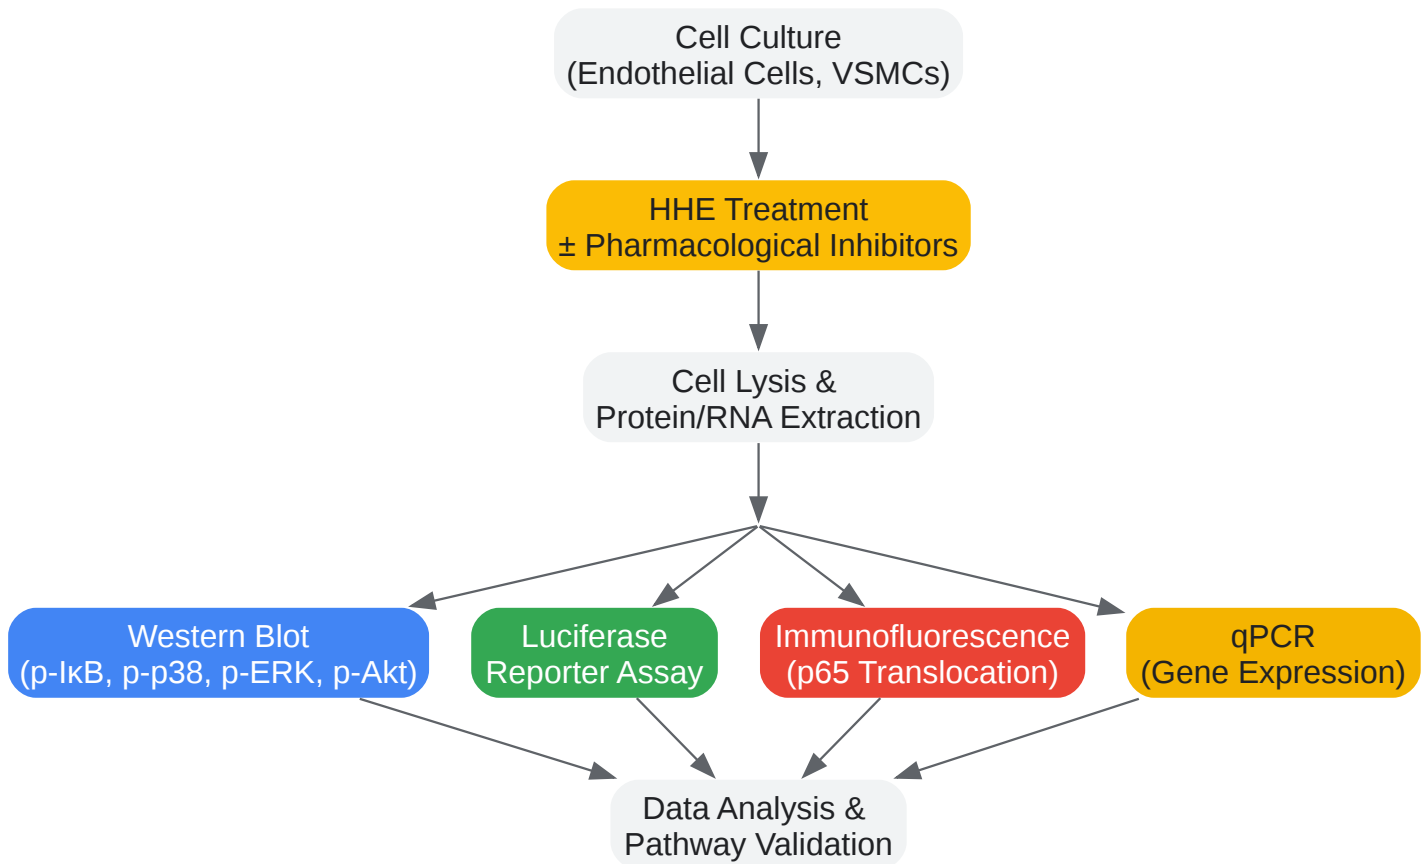 Cell Culture
(Endothelial Cells, VSMCs)
HHE Treatment
± Pharmacological Inhibitors
Cell Lysis &
Protein/RNA Extraction
Western Blot
(p-IκB, p-p38, p-ERK, p-Akt)
Luciferase
Reporter Assay
Immunofluorescence
(p65 Translocation)
qPCR
(Gene Expression)
Data Analysis &
Pathway Validation